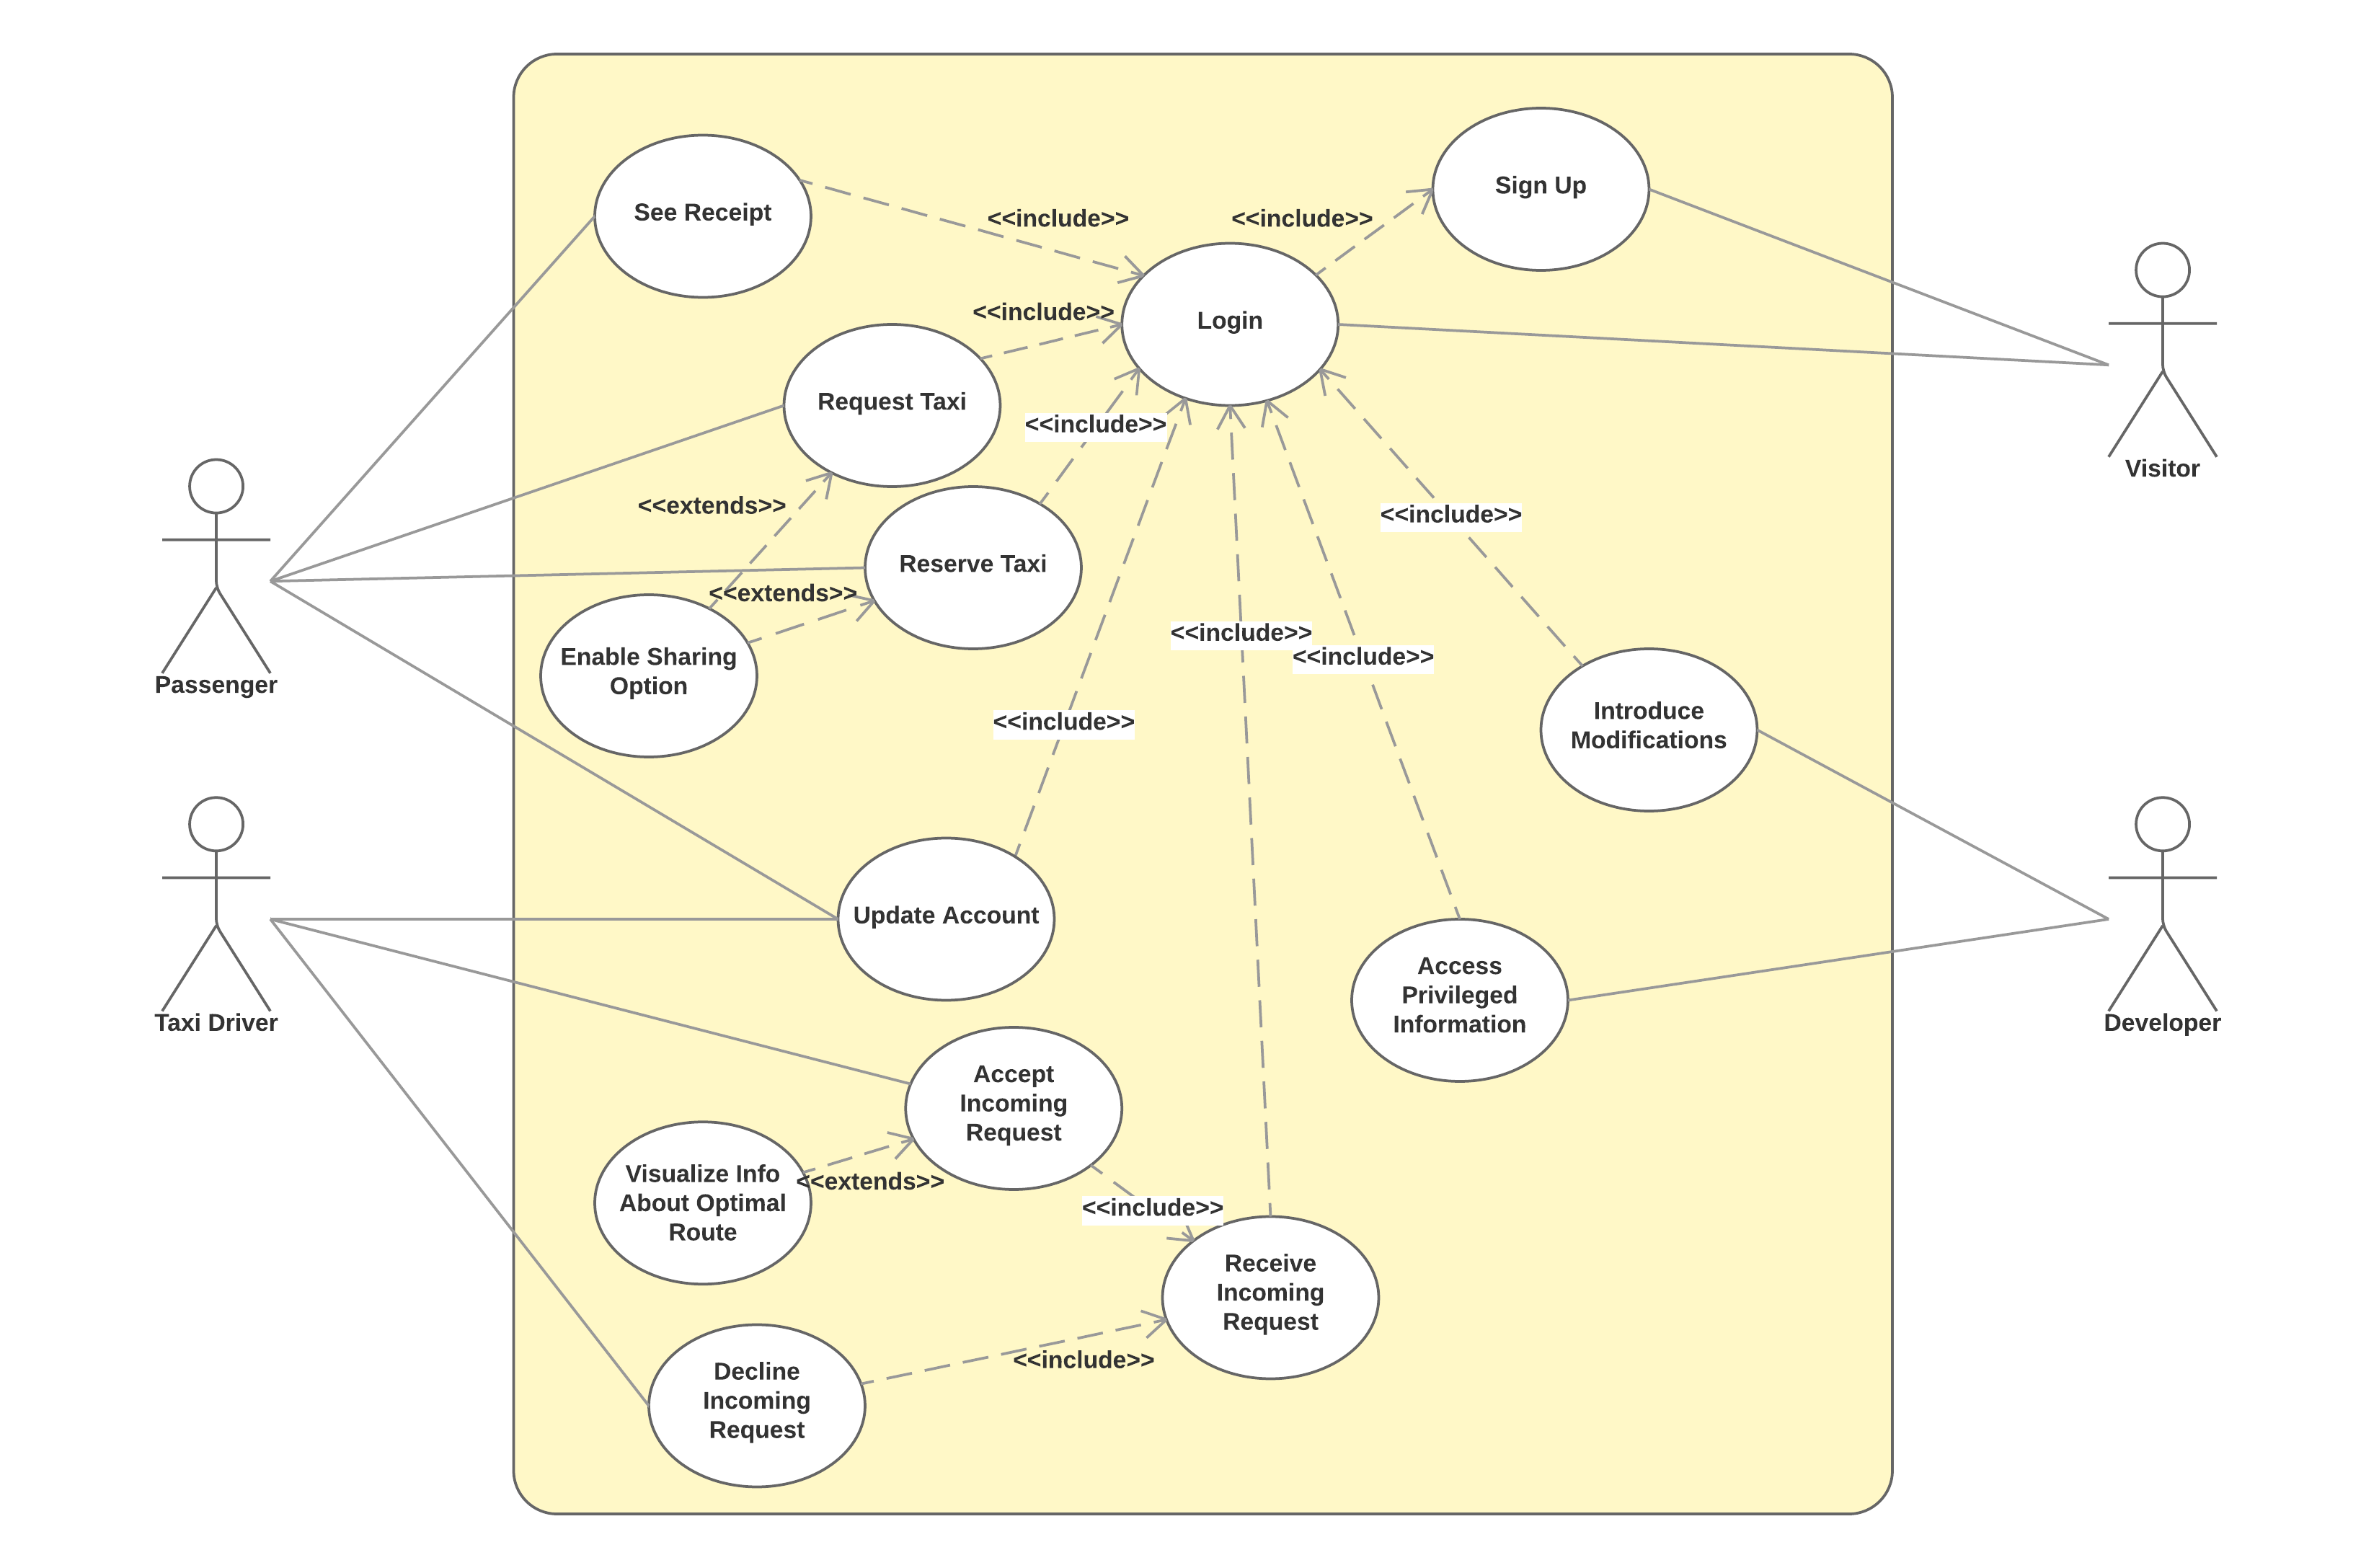 Sign Up
See Receipt
<<include>>
<<include>>
<<include>>
Login
Request Taxi
<<include>>
Visitor
<<extends>>
<<include>>
Reserve Taxi
<<extends>>
<<include>>
Enable Sharing
Option
<<include>>
Passenger
Introduce
Modifications
<<include>>
Update Account
Access
Privileged
Information
Taxi Driver
Developer
Accept
Incoming
Request
Visualize Info
About Optimal
Route
<<extends>>
<<include>>
Receive
Incoming
Request
<<include>>
Decline
Incoming
Request